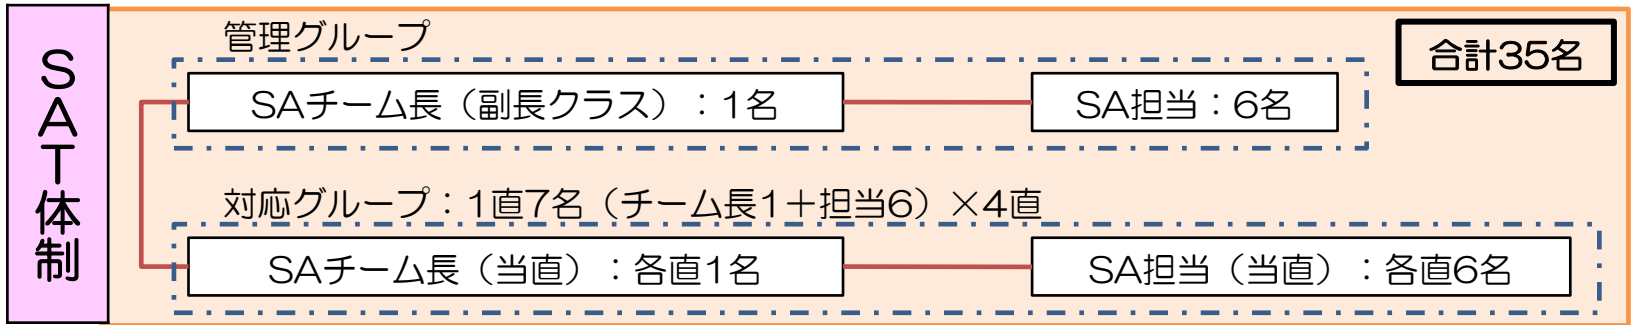 SAT体制
管理グループ
合計35名
SAチーム長（副長クラス）：1名
SA担当：6名
対応グループ：1直7名（チーム長1＋担当6）×4直
SAチーム長（当直）：各直1名
SA担当（当直）：各直6名